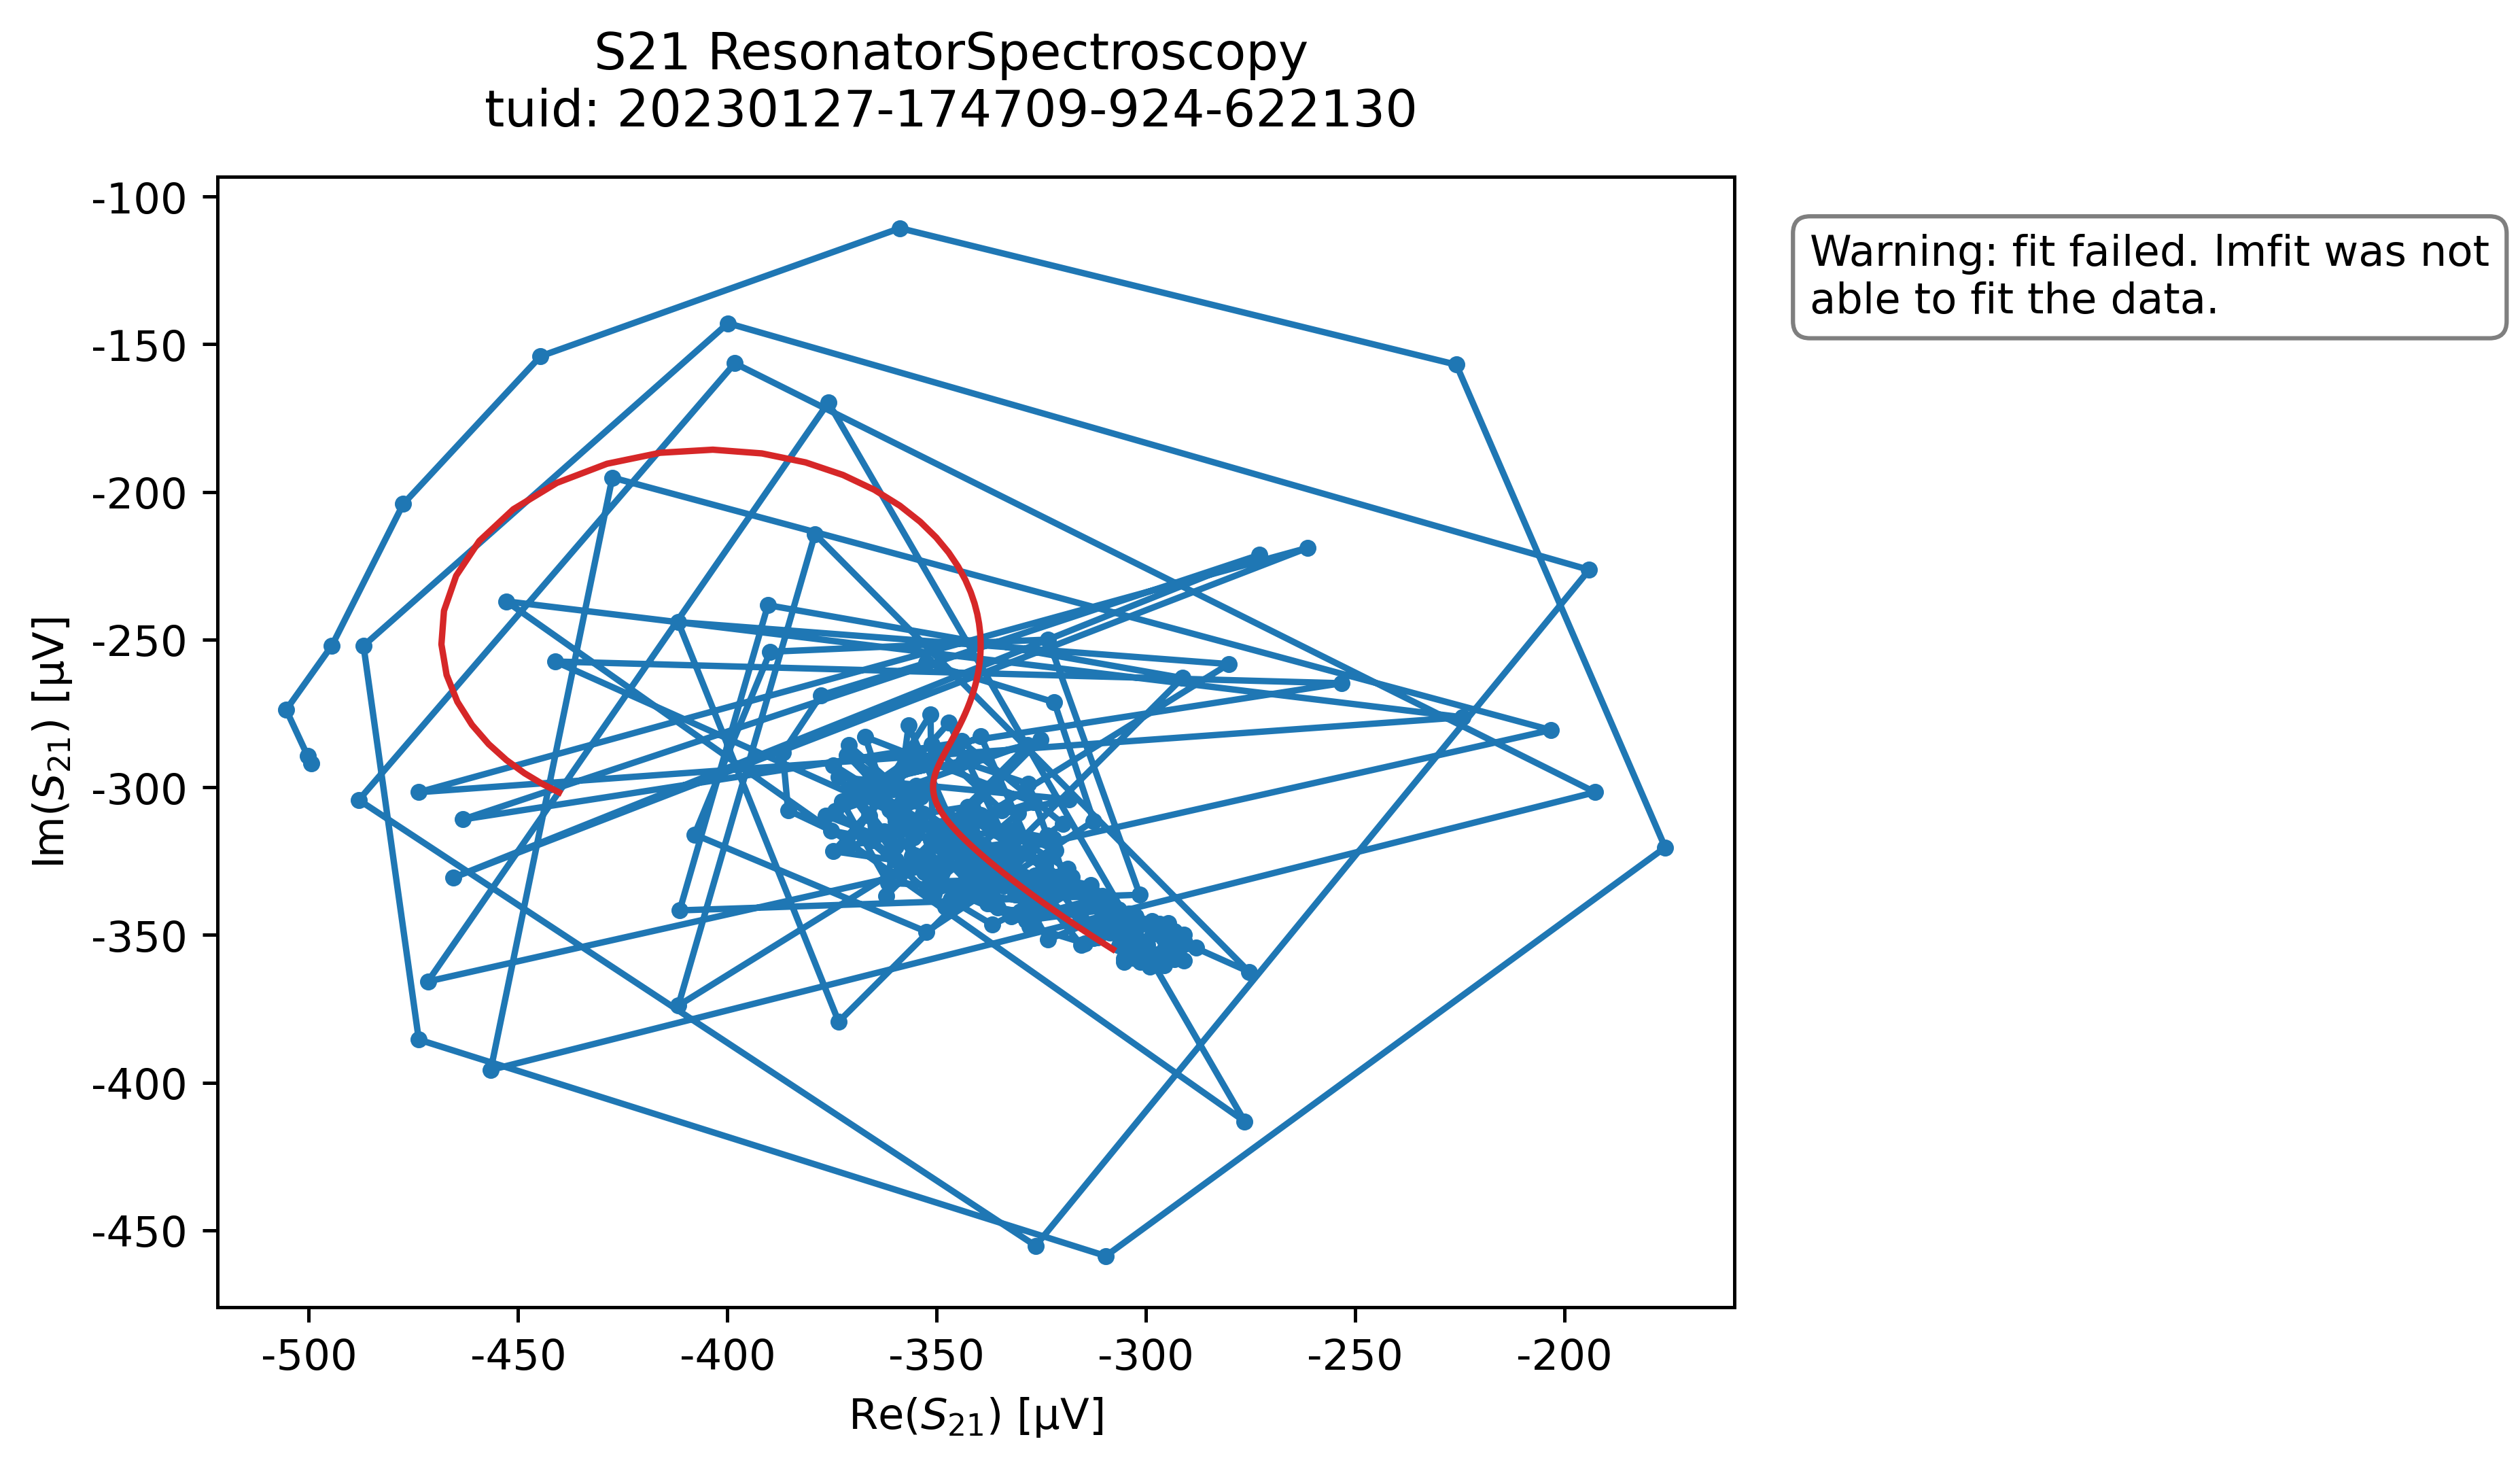 S21 ResonatorSpectroscopy
tuid: 20230127-174709-924-622130
Warning: fit failed. lmfit was not
able to fit the data.
-100
-150
-200
-250
-300
-350
-400
-450
Im(S21) [µV]
-500
-450
-400
-350
-300
-250
-200
Re(S21) [µV]